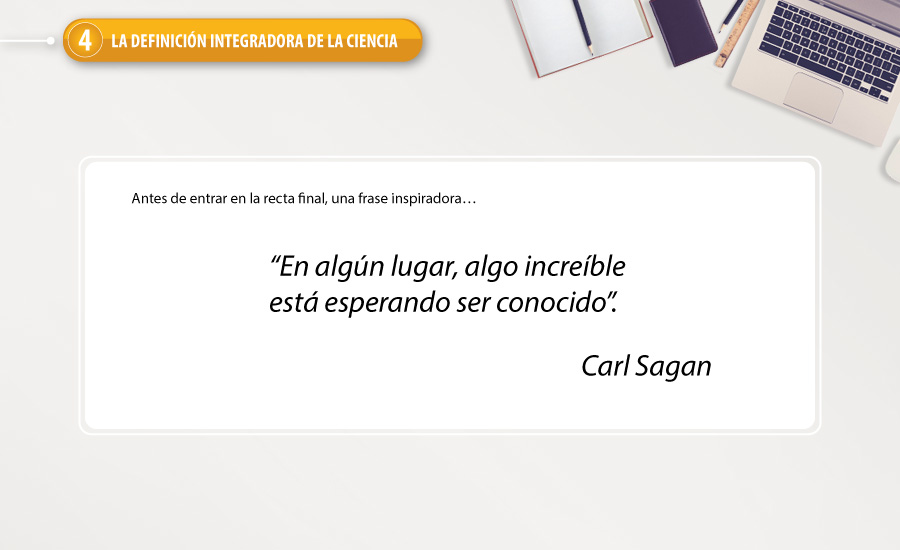 4 LA DEFINICIÓN INTEGRADORA DE LA CIENCIA
Antes de entrar en la recta final, una frase inspiradora…
“En algún lugar, algo increíble
está esperando ser conocido”.
Carl Sagan